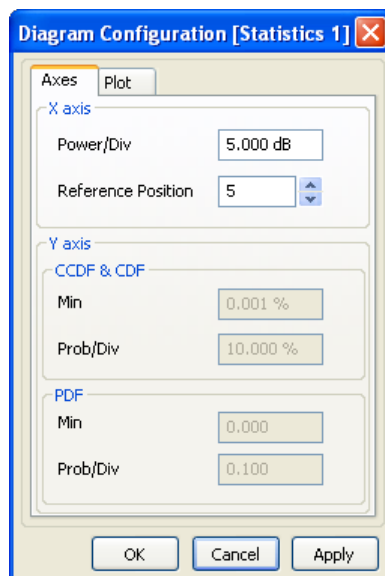 Diagram Configuration [Statistics 1]
Axes Plot
X axis
Power/Div 5.000 dB
Reference Position 5
Y axis
CCDF & CDF
Min 0.001 %
Prob/Div 10.000 %
PDF
Min 0.000
Prob/Div 0.100
OK Cancel Apply